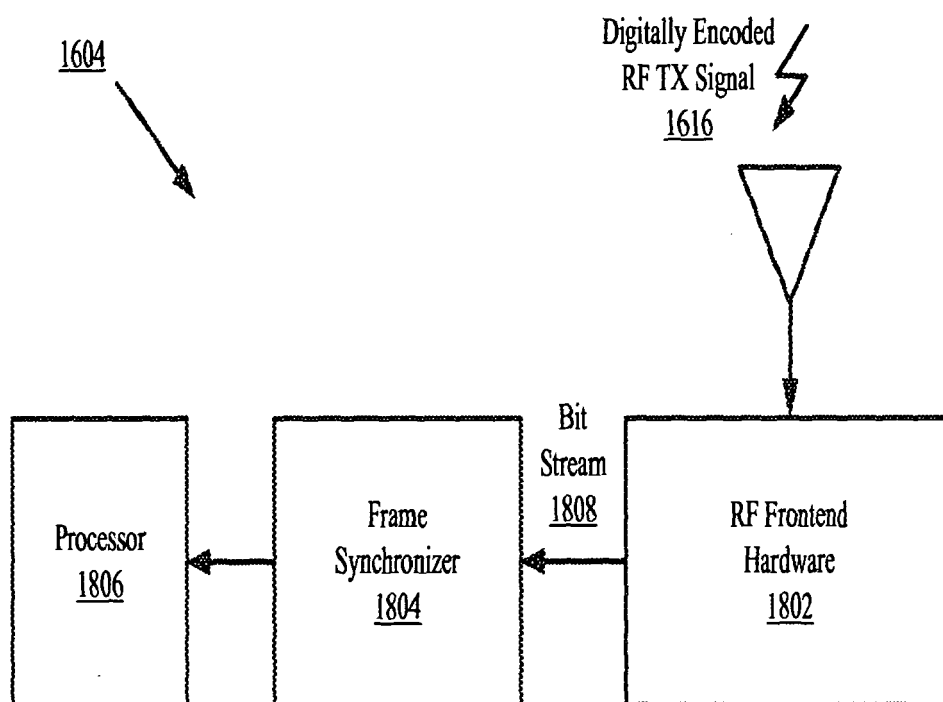 1604
Digitally Encoded
RF TX Signal
1616
Bit
Stream
1808
Processor
1806
Frame
Synchronizer
1804
RF Frontend
Hardware
1802